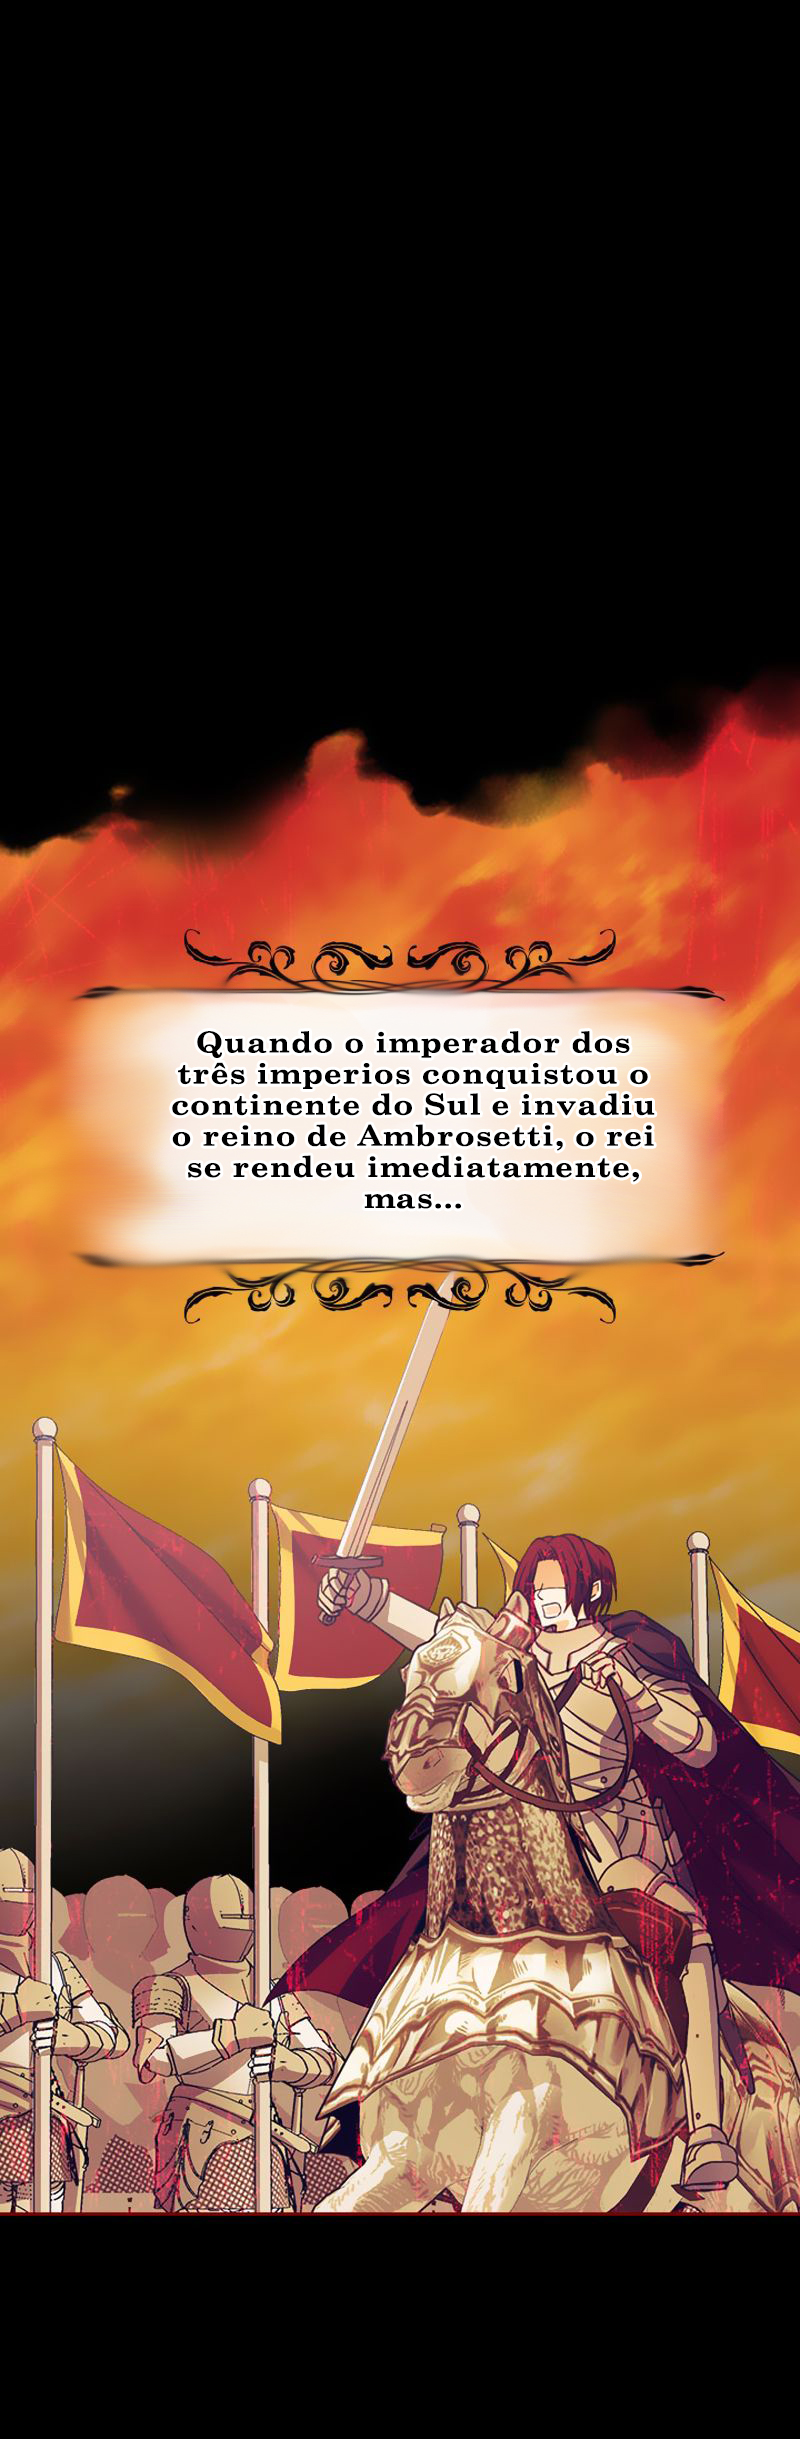 Quando o imperador dos
três imperios conquistou o
continente do Sul e invadiu
o reino de Ambrosetti, o rei
se rendeu imediatamente,
mas...